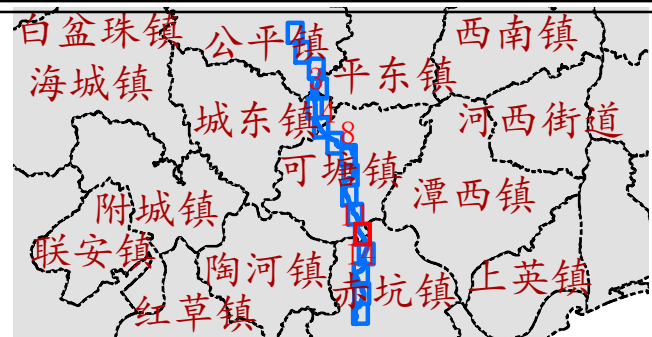 白盆珠镇
公平镇
西南镇
海城镇
平东镇
城东镇
河西街道
8
可塘镇
潭西镇
附城镇
联安镇
陶河镇
赤坑镇
上英镇
红草镇